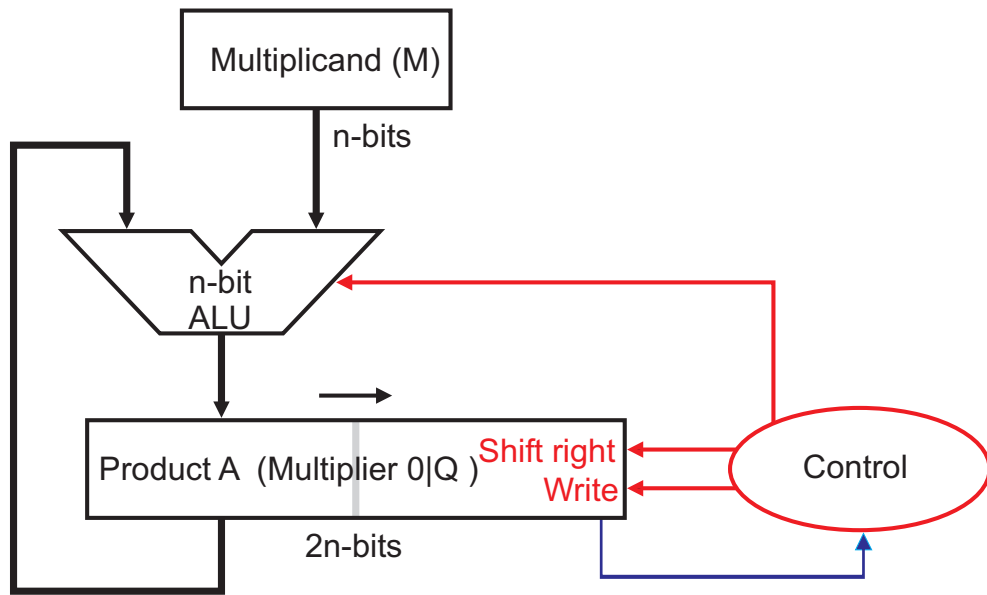 Multiplicand (M)
n-bits
n-bit
ALU
Product A (Multiplier 0|Q )
Shift right
Write
Control
2n-bits